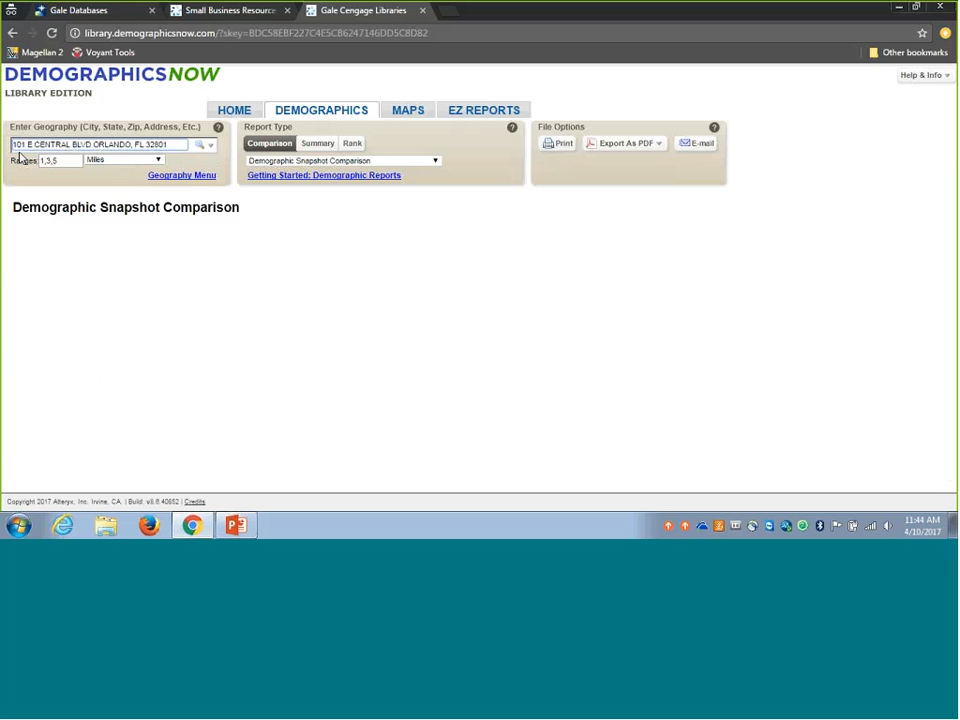 Gale Databases
Small Business Resource
Gale Cengage Libraries
library.demographicsnow.com/?skey=BDC5BEBF227C4E5CB6247146DD5C8D82
Magellan 2
Voyant Tools
Other bookmarks
DEMOGRAPHICSNOW
LIBRARY EDITION
Help & Info
HOME
DEMOGRAPHICS
MAPS
EZ REPORTS
Enter Geography (City, State, Zip, Address, Etc.) ?
Report Type ?
File Options ?
101 E CENTRAL BLVD ORLANDO, FL 32801
Comparison
Summary
Rank
Print
Export As PDF
E-mail
1,3,5
Miles
Demographic Snapshot Comparison
Geography Menu
Getting Started: Demographic Reports
Demographic Snapshot Comparison
Copyright 2017 Alteryx, Inc. Irvine, CA. | Build: v8.6.40652 | Credits
11:44 AM
4/10/2017